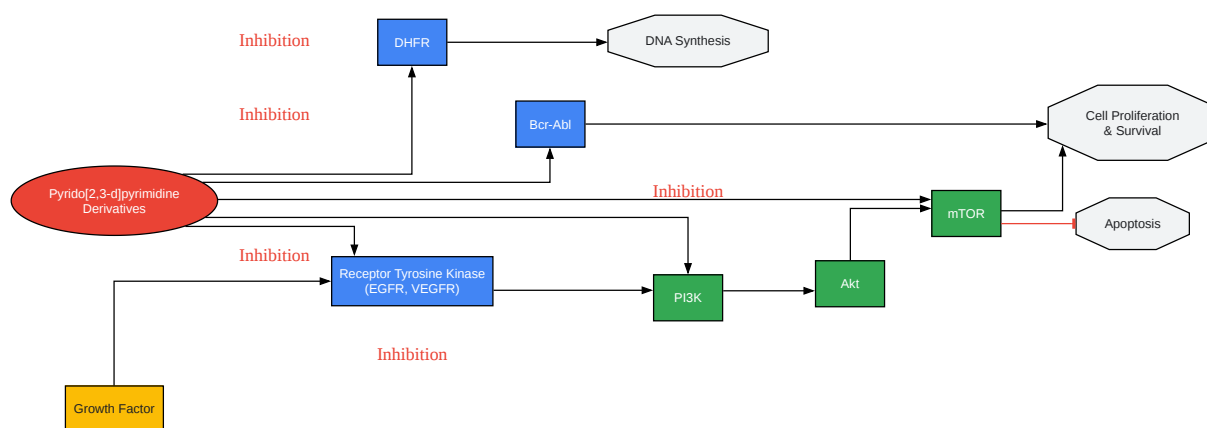 Inhibition
DHFR
DNA Synthesis
Inhibition
Bcr-Abl
Cell Proliferation
& Survival
Pyrido[2,3-d]pyrimidine
Derivatives
Inhibition
mTOR
Apoptosis
Inhibition
Receptor Tyrosine Kinase
(EGFR, VEGFR)
PI3K
Akt
Inhibition
Growth Factor